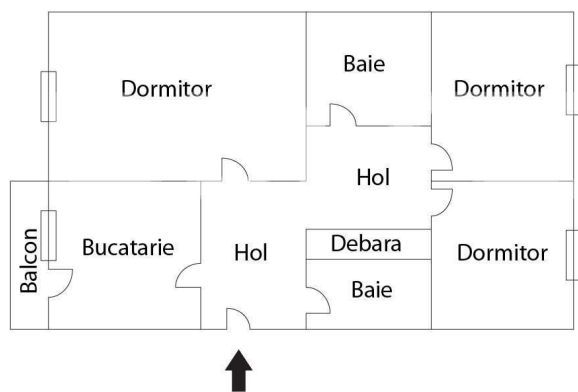 Baie
Dormitor
Dormitor
Hol
Balcon
Bucatarie
Hol
Debara
Dormitor
Baie